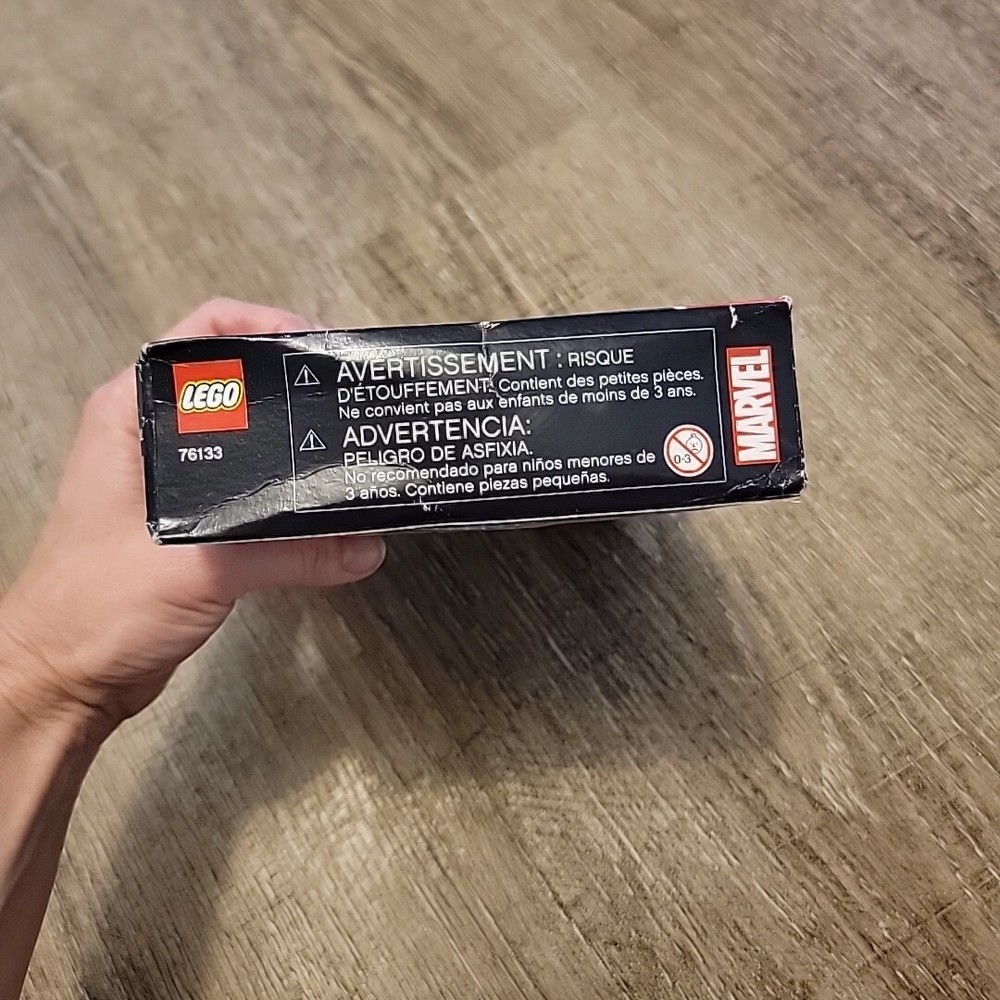 LEGO
76133
AVERTISSEMENT : RISQUE
D'ÉTOUFFEMENT. Contient des petites pièces.
Ne convient pas aux enfants de moins de 3 ans.
ADVERTENCIA:
PELIGRO DE ASFIXIA.
No recomendado para niños menores de
3 años. Contiene piezas pequeñas.
0-3
MARVEL